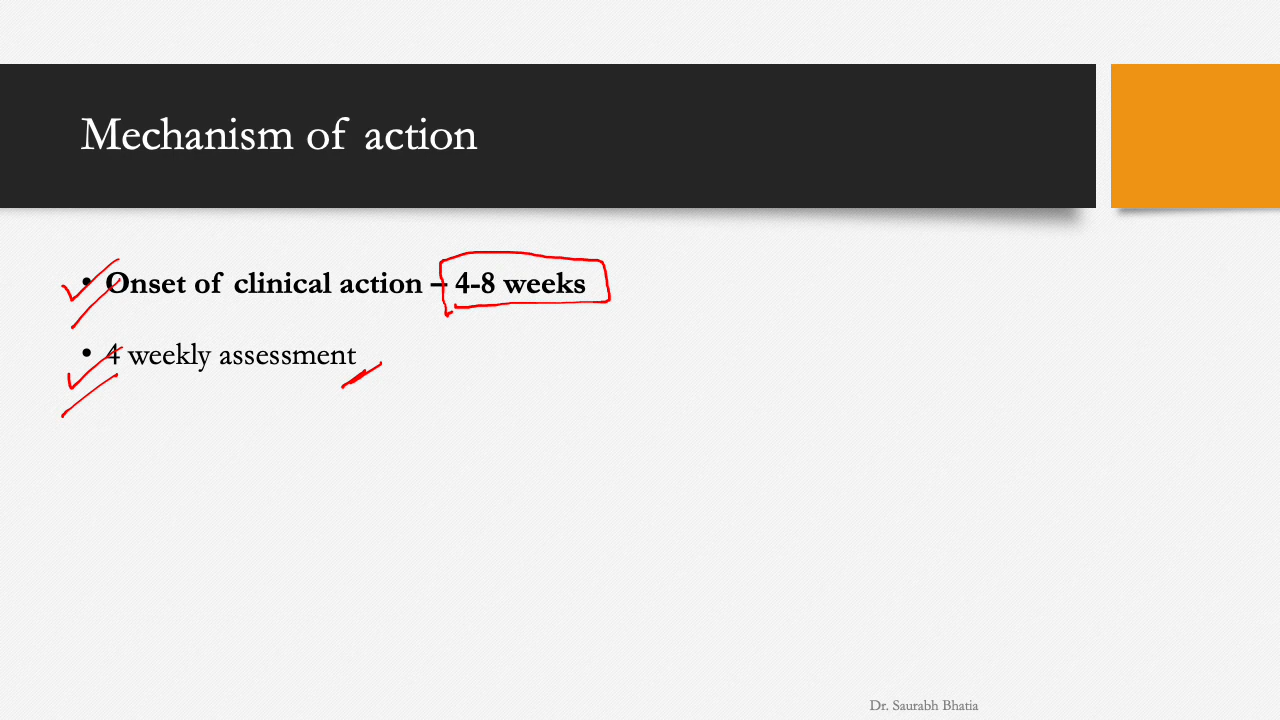 Mechanism of action
• Onset of clinical action – 4-8 weeks
• 4 weekly assessment
Dr. Saurabh Bhatia